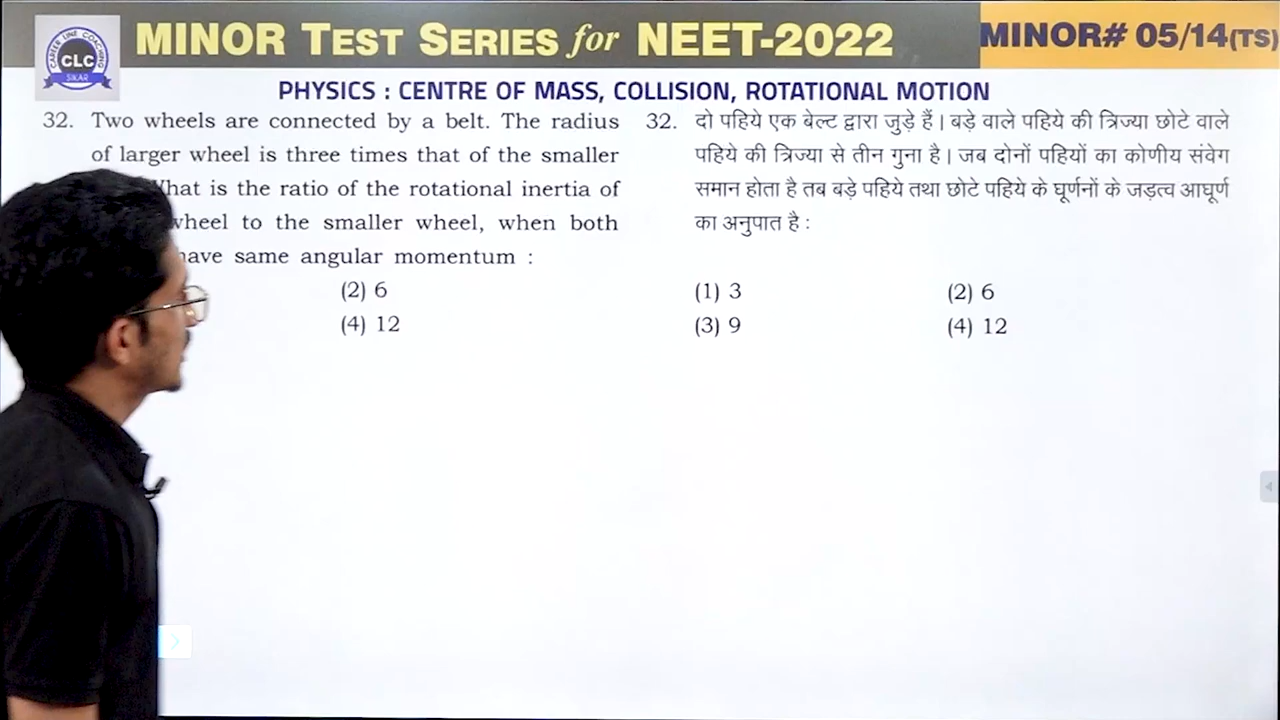 MINOR TEST SERIES for NEET-2022
MINOR# 05/14(TS)
CAREER LINE COACHING
CLC
SIKAR
PHYSICS : CENTRE OF MASS, COLLISION, ROTATIONAL MOTION
32. Two wheels are connected by a belt. The radius
of larger wheel is three times that of the smaller
What is the ratio of the rotational inertia of
wheel to the smaller wheel, when both
have same angular momentum :
(2) 6
(4) 12
32. दो पहिये एक बेल्ट द्वारा जुड़े हैं। बड़े वाले पहिये की त्रिज्या छोटे वाले
पहिये की त्रिज्या से तीन गुना है। जब दोनों पहियों का कोणीय संवेग
समान होता है तब बड़े पहिये तथा छोटे पहिये के घूर्णनों के जड़त्व आघूर्ण
का अनुपात है :
(1) 3 (2) 6
(3) 9 (4) 12